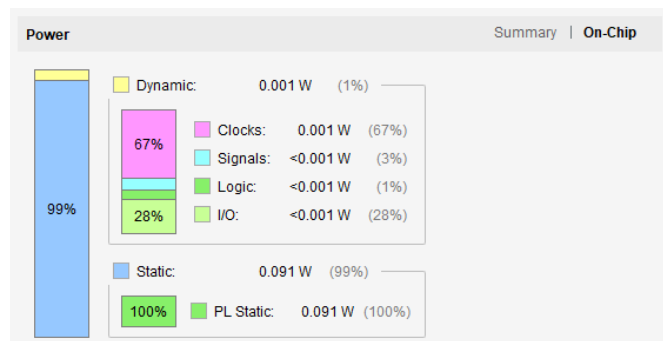 Power Summary | On-Chip
Dynamic: 0.001 W (1%)
67% Clocks: 0.001 W (67%)
Signals: <0.001 W (3%)
Logic: <0.001 W (1%)
99% 28% I/O: <0.001 W (28%)
Static: 0.091 W (99%)
100% PL Static: 0.091 W (100%)